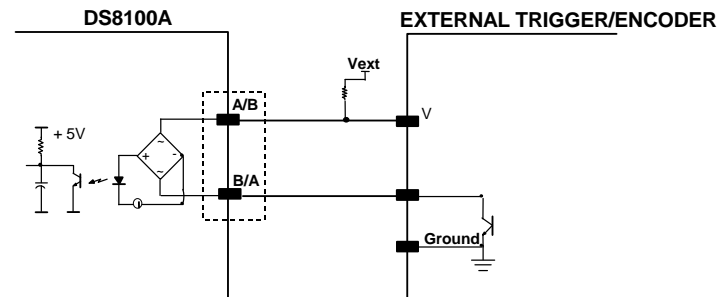 DS8100A
EXTERNAL TRIGGER/ENCODER
Vext
A/B
V
+ 5V
+
~
-
~
B/A
Ground